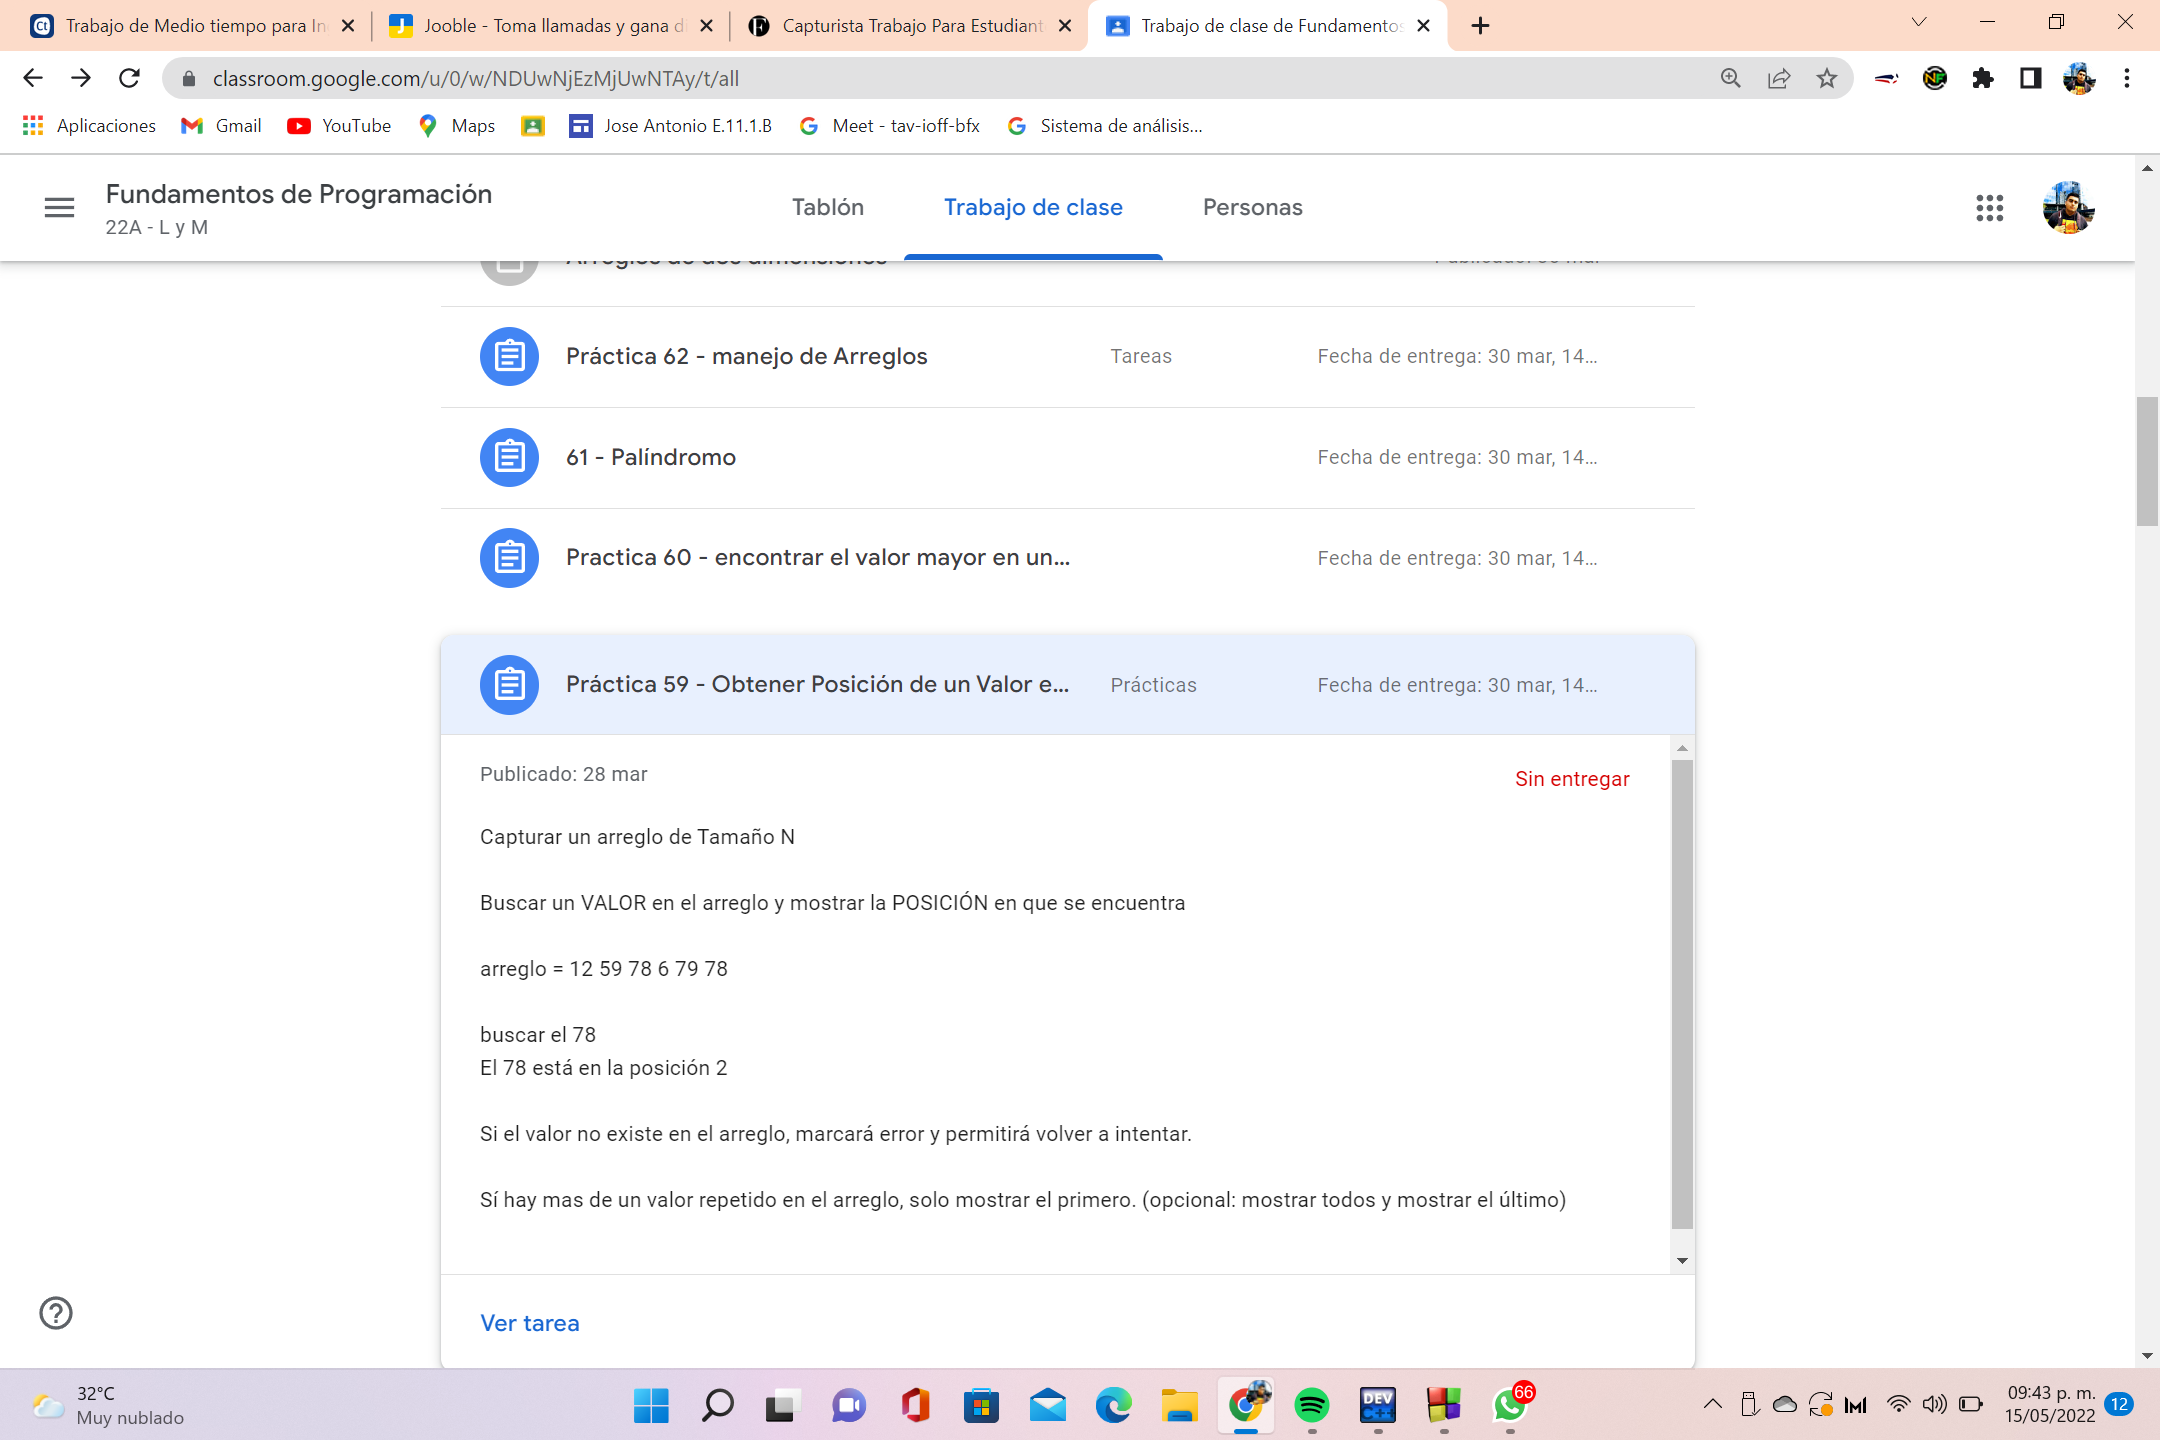 Trabajo de Medio tiempo para In
Jooble - Toma llamadas y gana di
Capturista Trabajo Para Estudiant
Trabajo de clase de Fundamentos
classroom.google.com/u/0/w/NDUwNjEzMjUwNTAy/t/all
Aplicaciones
Gmail
YouTube
Maps
Jose Antonio E.11.1.B
Meet - tav-ioff-bfx
Sistema de análisis...
Fundamentos de Programación
22A - L y M
Tablón
Trabajo de clase
Personas
Arreglos de dos dimensiones
Práctica 62 - manejo de Arreglos
Tareas
Fecha de entrega: 30 mar, 14...
61 - Palíndromo
Fecha de entrega: 30 mar, 14...
Practica 60 - encontrar el valor mayor en un...
Fecha de entrega: 30 mar, 14...
Práctica 59 - Obtener Posición de un Valor e...
Prácticas
Fecha de entrega: 30 mar, 14...
Publicado: 28 mar
Sin entregar
Capturar un arreglo de Tamaño N
Buscar un VALOR en el arreglo y mostrar la POSICIÓN en que se encuentra
arreglo = 12 59 78 6 79 78
buscar el 78
El 78 está en la posición 2
Si el valor no existe en el arreglo, marcará error y permitirá volver a intentar.
Sí hay mas de un valor repetido en el arreglo, solo mostrar el primero. (opcional: mostrar todos y mostrar el último)
Ver tarea
32°C
Muy nublado
DEV
C++
66
09:43 p. m.
15/05/2022
12